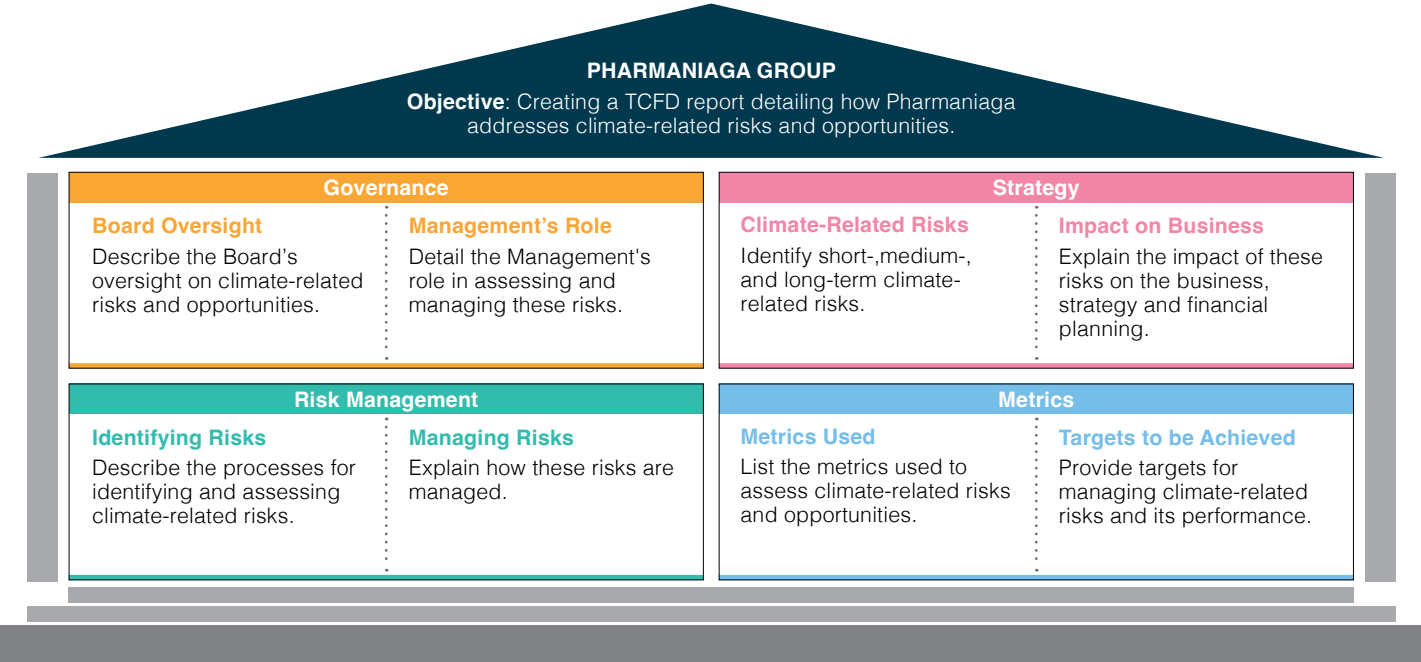 PHARMANIAGA GROUP
Objective: Creating a TCFD report detailing how Pharmaniaga
addresses climate-related risks and opportunities.
Governance
Board Oversight
Describe the Board’s
oversight on climate-related
risks and opportunities.
Management’s Role
Detail the Management's
role in assessing and
managing these risks.
Strategy
Climate-Related Risks
Identify short-,medium-,
and long-term climate-
related risks.
Impact on Business
Explain the impact of these
risks on the business,
strategy and financial
planning.
Risk Management
Identifying Risks
Describe the processes for
identifying and assessing
climate-related risks.
Managing Risks
Explain how these risks are
managed.
Metrics
Metrics Used
List the metrics used to
assess climate-related risks
and opportunities.
Targets to be Achieved
Provide targets for
managing climate-related
risks and its performance.